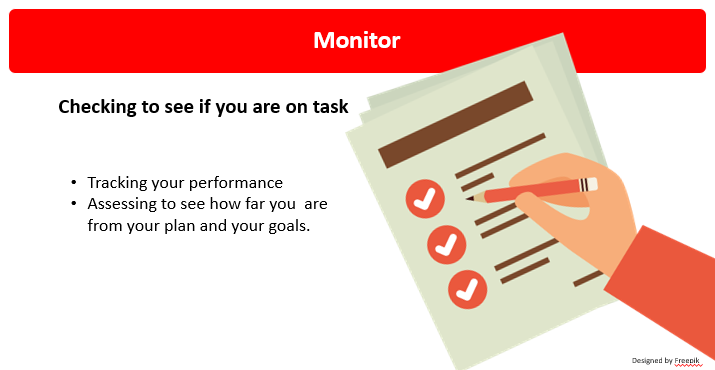 Monitor
Checking to see if you are on task
• Tracking your performance
• Assessing to see how far you  are
from your plan and your goals.
Designed by Freepik